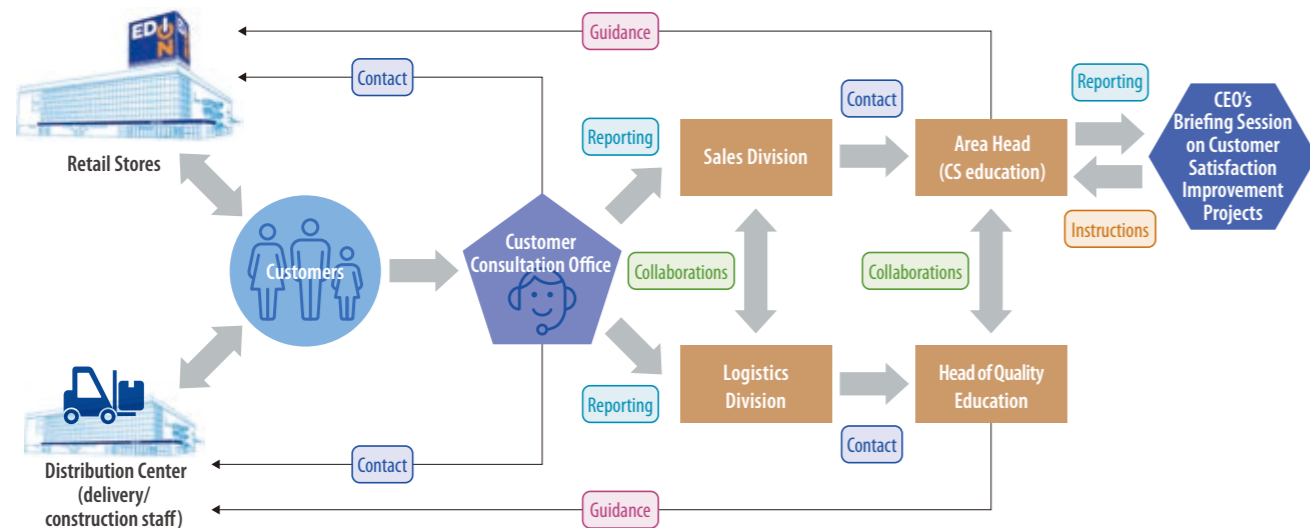 EDION
Guidance
Contact
Retail Stores
Reporting
Sales Division
Contact
Area Head
(CS education)
Reporting
CEO's
Briefing Session
on Customer
Satisfaction
Improvement
Projects
Instructions
Customers
Customer
Consultation Office
Collaborations
Collaborations
Reporting
Logistics
Division
Contact
Head of Quality
Education
Distribution Center
(delivery/
construction staff)
Contact
Guidance